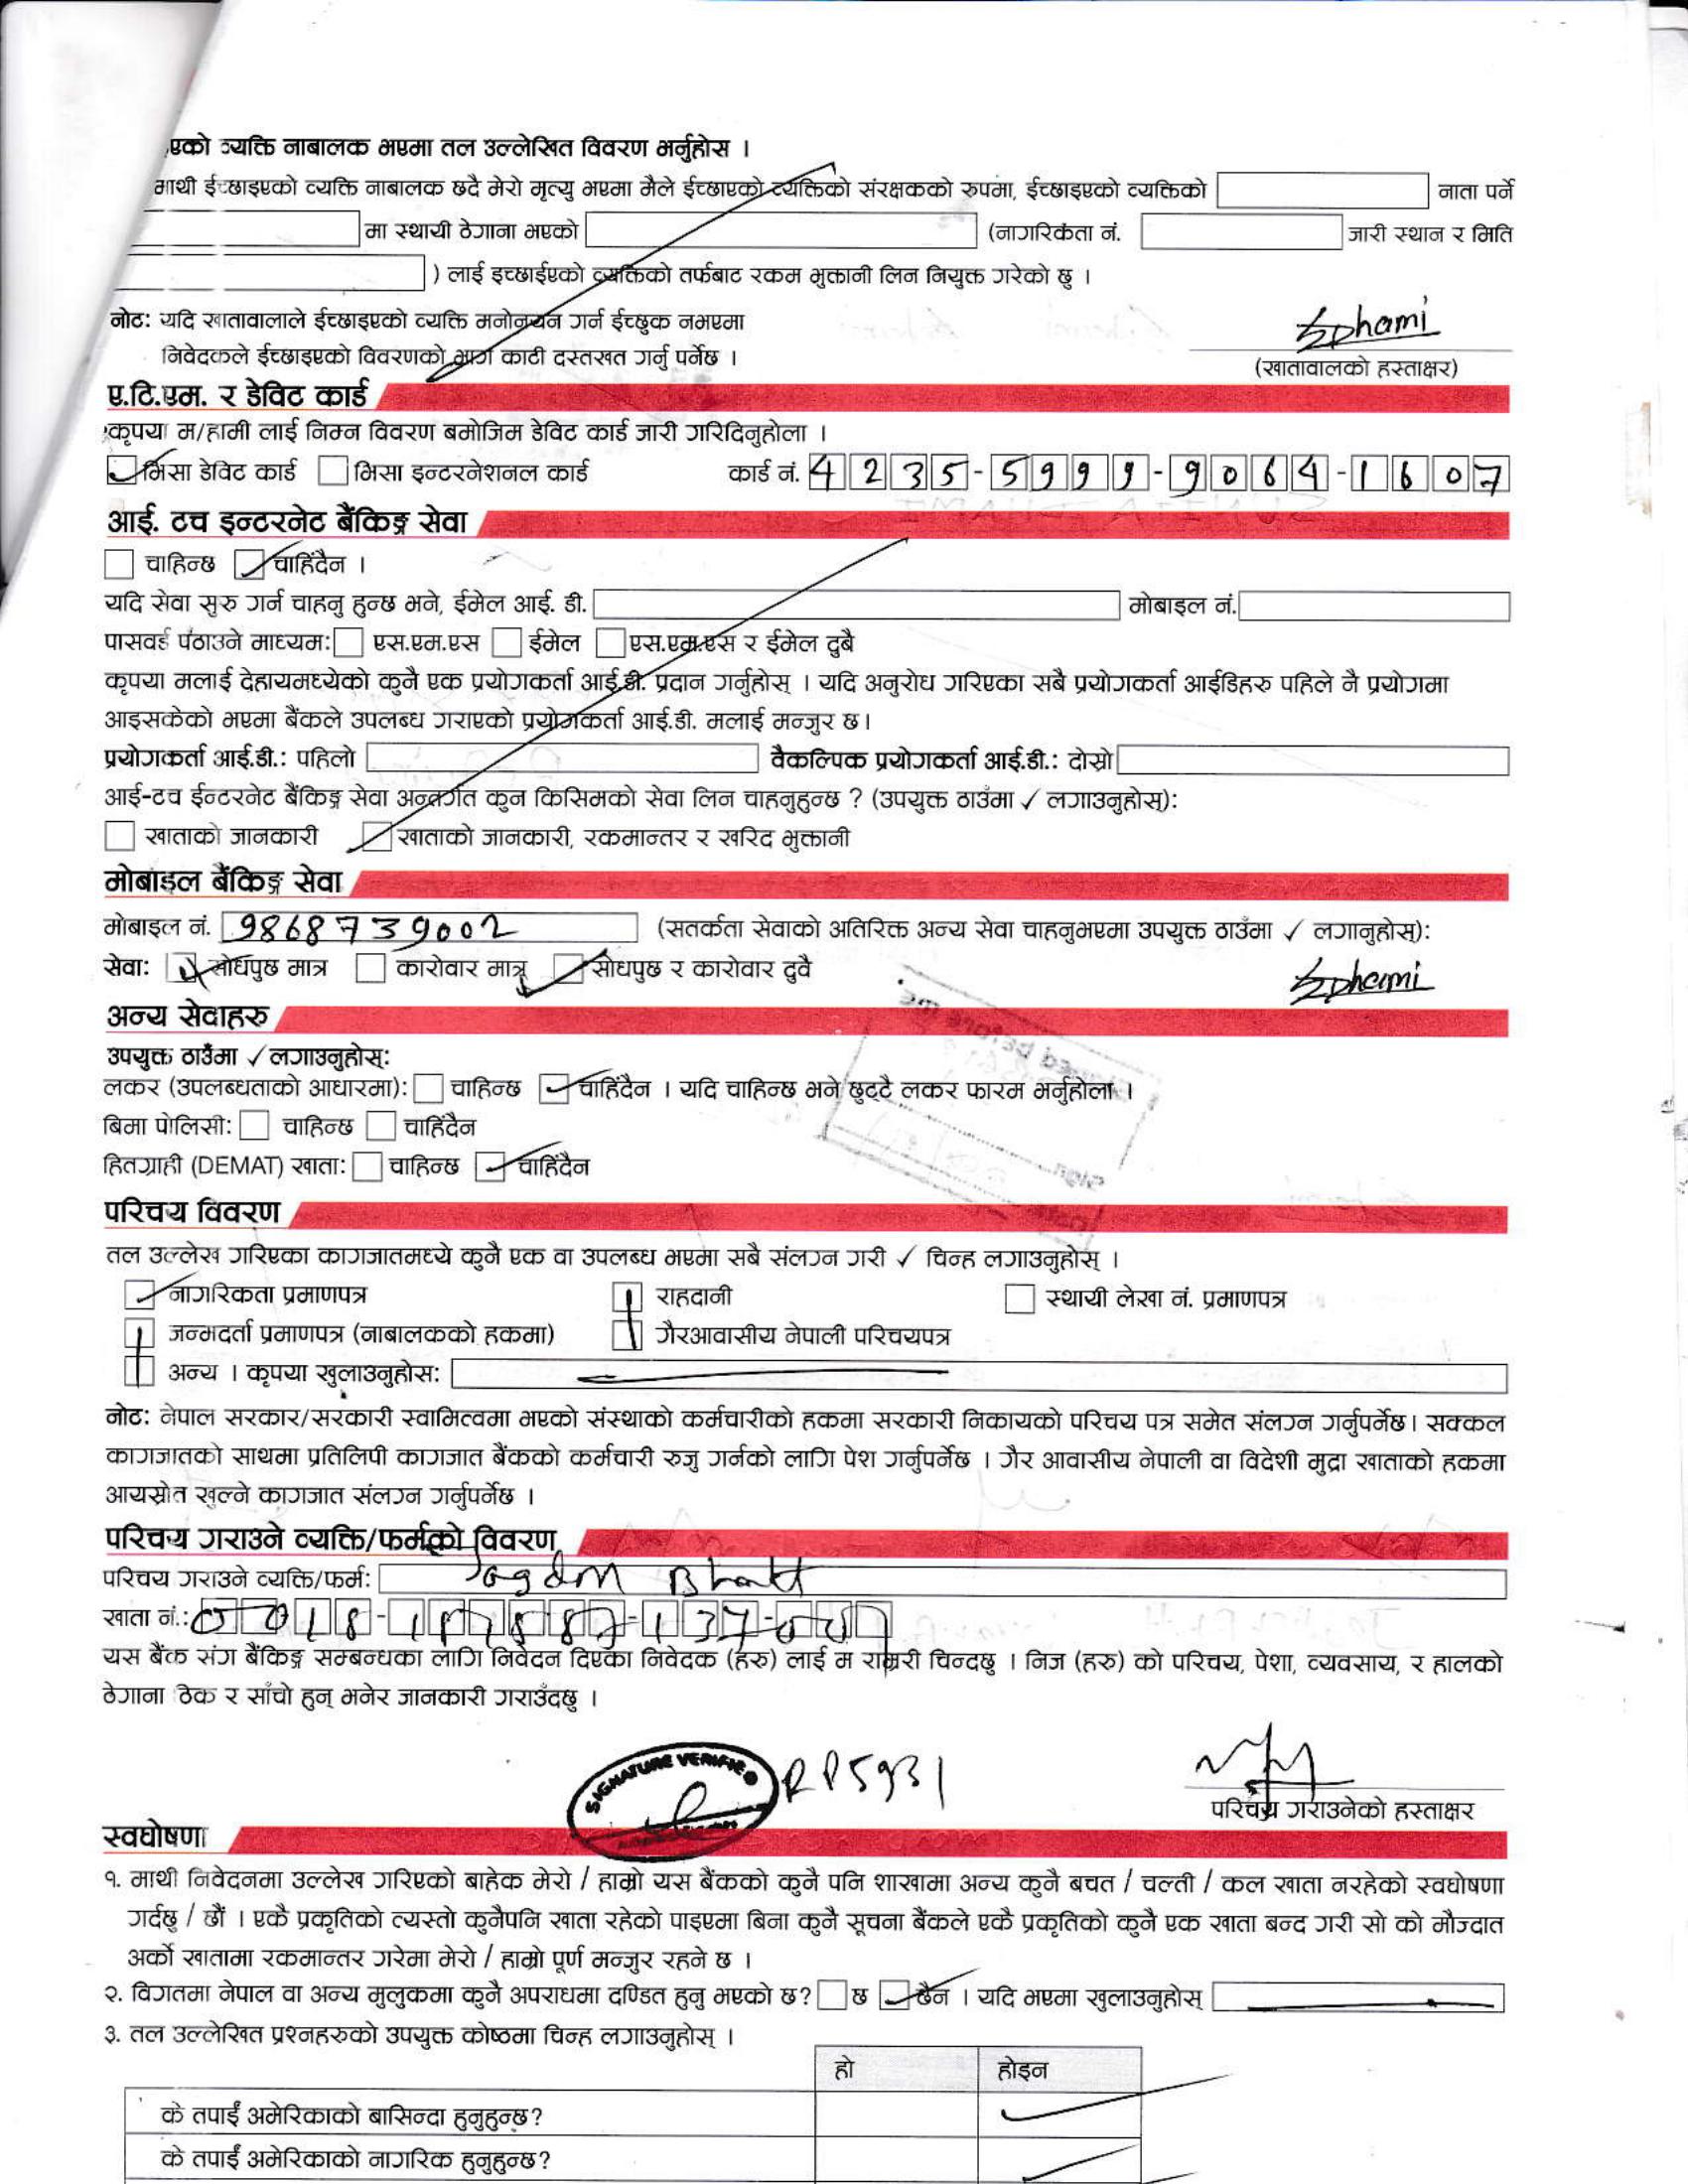 एको व्यक्ति नाबालक भएमा तल उल्लेखित विवरण भर्नुहोस ।
माथी ईच्छाइएको व्यक्ति नाबालक छदै मेरो मृत्यु भएमा मैले ईच्छाएको व्यक्तिको संरक्षकको रुपमा, ईच्छाइएको व्यक्तिको नाता पर्ने
मा स्थायी ठेगाना भएको (नागरिकता नं. जारी स्थान र मिति
) लाई इच्छाईएको व्यक्तिको तर्फबाट रकम भुक्तानी लिन नियुक्त गरेको छु ।
नोट: यदि खातावालाले ईच्छाइएको व्यक्ति मनोनयन गर्न ईच्छुक नभएमा
निवेदकले ईच्छाइएको विवरणको भाग काटी दस्तखत गर्नु पर्नेछ ।
(खातावालको हस्ताक्षर)
ए.टि.एम. र डेविट कार्ड
कृपया म/हामी लाई निम्न विवरण बमोजिम डेविट कार्ड जारी गरिदिनुहोला ।
भिसा डेविट कार्ड भिसा इन्टरनेशनल कार्ड कार्ड नं. 4235-5999-9064-1607
आई. टच इन्टरनेट बैंकिङ्ग सेवा
चाहिन्छ चाहिंदैन ।
यदि सेवा सुरु गर्न चाहनु हुन्छ भने, ईमेल आई. डी. मोबाइल नं.
पासवर्ड पठाउने माध्यम: एस.एम.एस ईमेल एस.एम.एस र ईमेल दुबै
कृपया मलाई देहायमध्येको कुनै एक प्रयोगकर्ता आई.डी. प्रदान गर्नुहोस् । यदि अनुरोध गरिएका सबै प्रयोगकर्ता आईडिहरु पहिले नै प्रयोगमा
आइसकेको भएमा बैंकले उपलब्ध गराएको प्रयोगकर्ता आई.डी. मलाई मन्जुर छ।
प्रयोगकर्ता आई.डी.: पहिलो वैकल्पिक प्रयोगकर्ता आई.डी.: दोस्रो
आई-टच ईन्टरनेट बैंकिङ्ग सेवा अन्तर्गत कुन किसिमको सेवा लिन चाहनुहुन्छ ? (उपयुक्त ठाउँमा ✓ लगाउनुहोस्):
खाताको जानकारी खाताको जानकारी, रकमान्तर र खरिद भुक्तानी
मोबाइल बैंकिङ्ग सेवा
मोबाइल नं. 9868739002 (सतर्कता सेवाको अतिरिक्त अन्य सेवा चाहनुभएमा उपयुक्त ठाउँमा ✓ लगानुहोस्):
सेवा: सोधपुछ मात्र कारोवार मात्र सोधपुछ र कारोवार दुवै
अन्य सेवाहरु
उपयुक्त ठाउँमा ✓ लगाउनुहोस्:
लकर (उपलब्धताको आधारमा): चाहिन्छ चाहिंदैन । यदि चाहिन्छ भने छुट्टै लकर फारम भर्नुहोला ।
बिमा पोलिसी: चाहिन्छ चाहिंदैन
हितग्राही (DEMAT) खाता: चाहिन्छ चाहिंदैन
परिचय विवरण
तल उल्लेख गरिएका कागजातमध्ये कुनै एक वा उपलब्ध भएमा सबै संलग्न गरी ✓ चिन्ह लगाउनुहोस् ।
नागरिकता प्रमाणपत्र राहदानी स्थायी लेखा नं. प्रमाणपत्र
जन्मदर्ता प्रमाणपत्र (नाबालकको हकमा) गैरआवासीय नेपाली परिचयपत्र
अन्य । कृपया खुलाउनुहोस:
नोट: नेपाल सरकार/सरकारी स्वामित्वमा भएको संस्थाको कर्मचारीको हकमा सरकारी निकायको परिचय पत्र समेत संलग्न गर्नुपर्नेछ। सक्कल
कागजातको साथमा प्रतिलिपी कागजात बैंकको कर्मचारी रुजु गर्नको लागि पेश गर्नुपर्नेछ । गैर आवासीय नेपाली वा विदेशी मुद्रा खाताको हकमा
आयस्रोत खुल्ने कागजात संलग्न गर्नुपर्नेछ ।
परिचय गराउने व्यक्ति/फर्मको विवरण
परिचय गराउने व्यक्ति/फर्म: Bhatt
खाता नं.:
यस बैंक संग बैंकिङ्ग सम्बन्धका लागि निवेदन दिएका निवेदक (हरु) लाई म राम्ररी चिन्दछु । निज (हरु) को परिचय, पेशा, व्यवसाय, र हालको
ठेगाना ठिक र साँचो हुन् भनेर जानकारी गराउँदछु ।
SIGNATURE VERIFIED
RP5931
परिचय गराउनेको हस्ताक्षर
स्वघोषणा
१. माथी निवेदनमा उल्लेख गरिएको बाहेक मेरो / हाम्रो यस बैंकको कुनै पनि शाखामा अन्य कुनै बचत / चल्ती / कल खाता नरहेको स्वघोषणा
गर्दछु / छौं । एकै प्रकृतिको त्यस्तो कुनैपनि खाता रहेको पाइएमा बिना कुनै सूचना बैंकले एकै प्रकृतिको कुनै एक खाता बन्द गरी सो को मौज्दात
अर्को खातामा रकमान्तर गरेमा मेरो / हाम्रो पूर्ण मन्जुर रहने छ ।
२. विगतमा नेपाल वा अन्य मुलुकमा कुनै अपराधमा दण्डित हुनु भएको छ? छ छैन । यदि भएमा खुलाउनुहोस्
३. तल उल्लेखित प्रश्नहरुको उपयुक्त कोष्ठमा चिन्ह लगाउनुहोस् ।
हो होइन
के तपाईं अमेरिकाको बासिन्दा हुनुहुन्छ?
के तपाईं अमेरिकाको नागरिक हुनुहुन्छ?